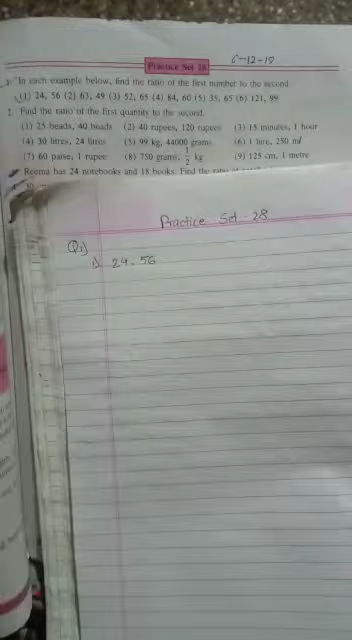 Practice Set 28 6-12-19
1. In each example below, find the ratio of the first number to the second.
(1) 24, 56 (2) 63, 49 (3) 52, 65 (4) 84, 60 (5) 35, 65 (6) 121, 99
2. Find the ratio of the first quantity to the second.
(1) 25 beads, 40 beads (2) 40 rupees, 120 rupees (3) 15 minutes, 1 hour
(4) 30 litres, 24 litres (5) 99 kg, 44000 grams (6) 1 litre, 250 ml
(7) 60 paise, 1 rupee (8) 750 grams, 1/2 kg (9) 125 cm, 1 metre
Reema has 24 notebooks and 18 books. Find the ratio of
Practice Set - 28
Q1)
1) 24 - 56